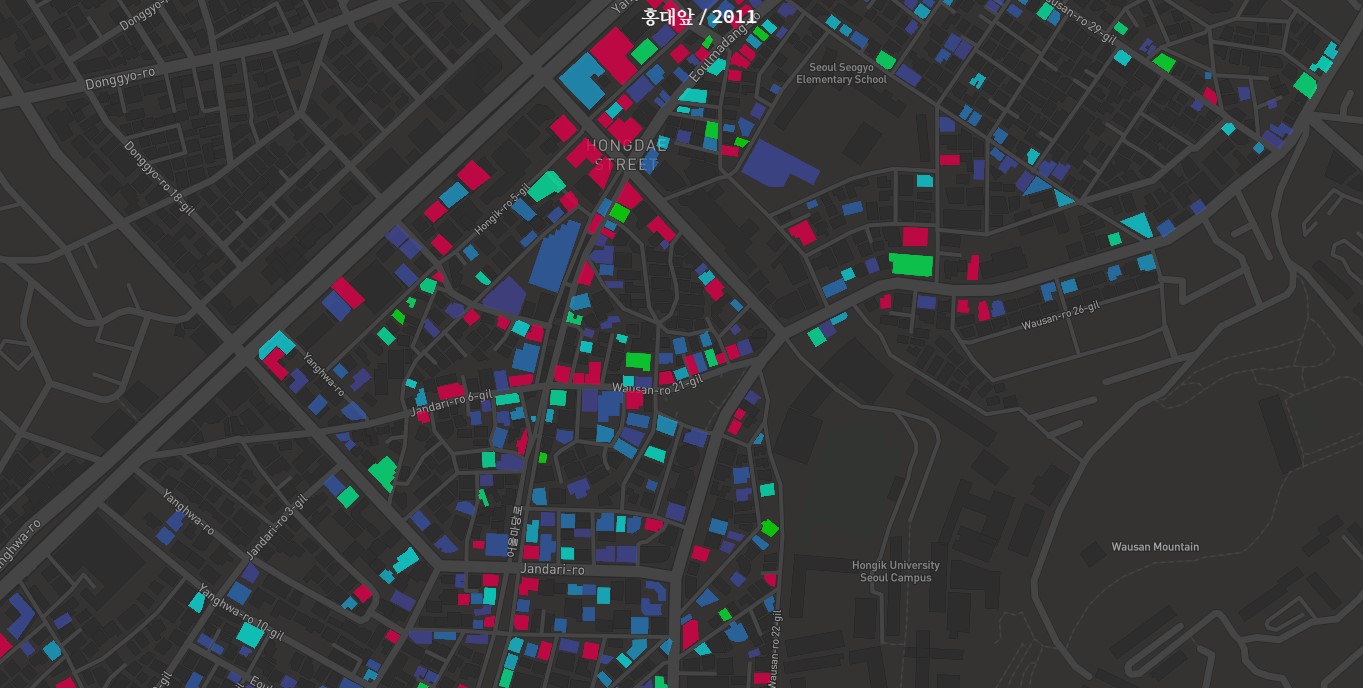 홍대앞 / 2011
Donggyo-ro
Yan
Eoulmadang
Wausan-ro 29-gil
Donggyo-ro
Seoul Seogyo
Elementary School
HONGDAE
STREET
Donggyo-ro 18-gil
Hongik-ro 5-gil
Wausan-ro 26-gil
Yanghwa-ro
Wausan-ro 21-gil
Jandari-ro 6-gil
Yanghwa-ro
Jandari-ro 3-gil
어울마당로
nghwa-ro
Jandari-ro
Hongik University
Seoul Campus
Wausan Mountain
Yanghwa-ro 10-gil
Wausan-ro 22-gil
-gil
Eou